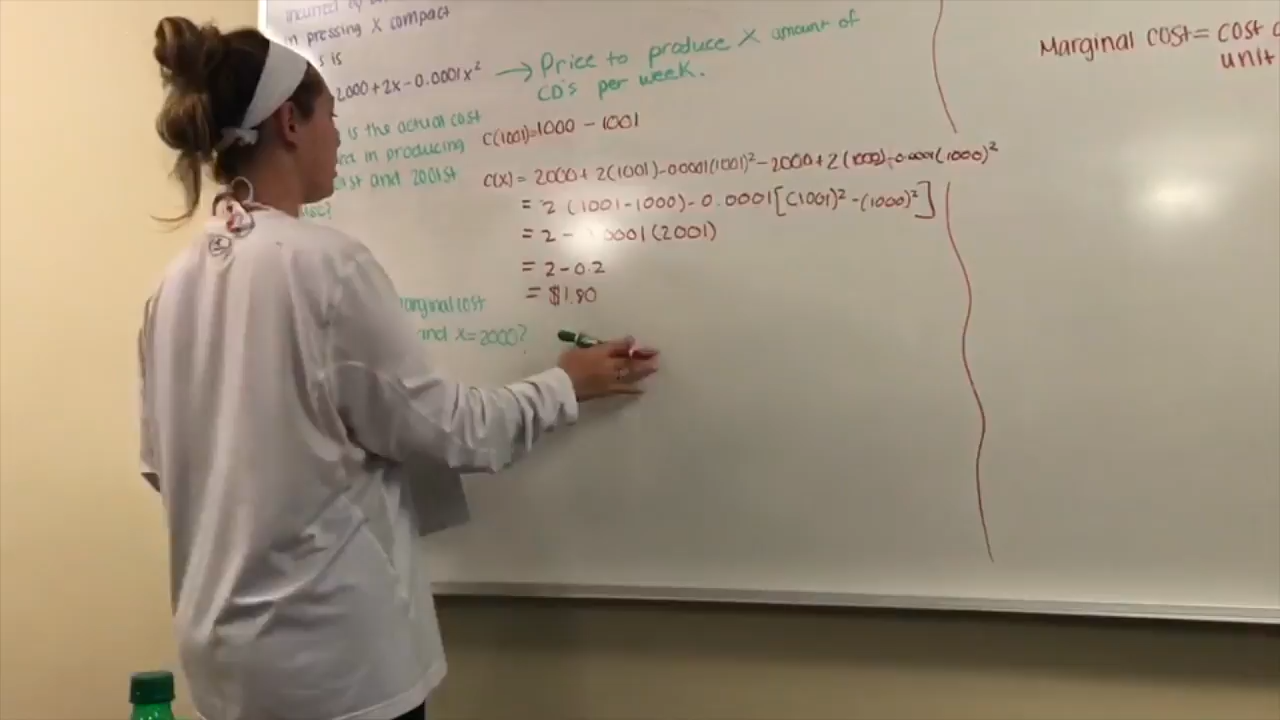 in pressing X compact
s is
2000+2x-0.0001x²
→ Price to produce X amount of
CD's per week.
is the actual cost
in producing
and 2001st
C(1001)=1000 - 1001
C(x) = 2000+ 2(1001)-0.0001(1001)²-2000+2(1000)-0.0001(1000)²
= 2 (1001-1000)-0.0001[(1001)²-(1000)²]
= 2 - 0001(2001)
= 2-0.2
= $1.80
arginal cost
and x=2000?
Marginal cost= cost
unit